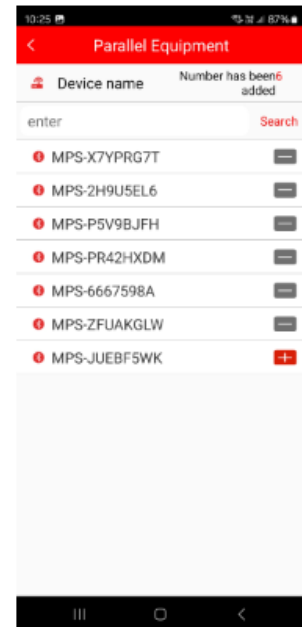 10:25
87%
Parallel Equipment
Device name
Number has been6
added
enter
Search
MPS-X7YPRG7T
MPS-2H9U5EL6
MPS-P5V9BJFH
MPS-PR42HXDM
MPS-6667598A
MPS-ZFUAKGLW
MPS-JUEBF5WK